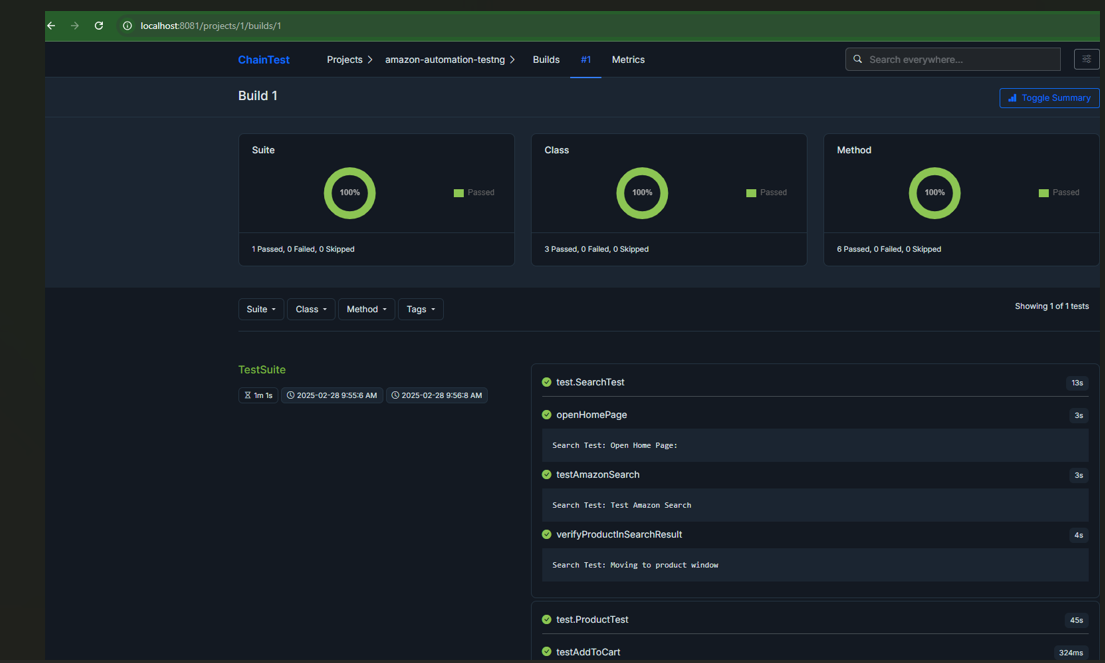 localhost:8081/projects/1/builds/1
ChainTest Projects amazon-automation-testng Builds #1 Metrics Search everywhere...
Build 1 Toggle Summary
Suite
100%
Passed
1 Passed, 0 Failed, 0 Skipped
Class
100%
Passed
3 Passed, 0 Failed, 0 Skipped
Method
100%
Passed
6 Passed, 0 Failed, 0 Skipped
Suite Class Method Tags Showing 1 of 1 tests
TestSuite
1m 1s 2025-02-28 9:55:6 AM 2025-02-28 9:56:8 AM
test.SearchTest 13s
openHomePage 3s
Search Test: Open Home Page:
testAmazonSearch 3s
Search Test: Test Amazon Search
verifyProductInSearchResult 4s
Search Test: Moving to product window
test.ProductTest 45s
testAddToCart 324ms